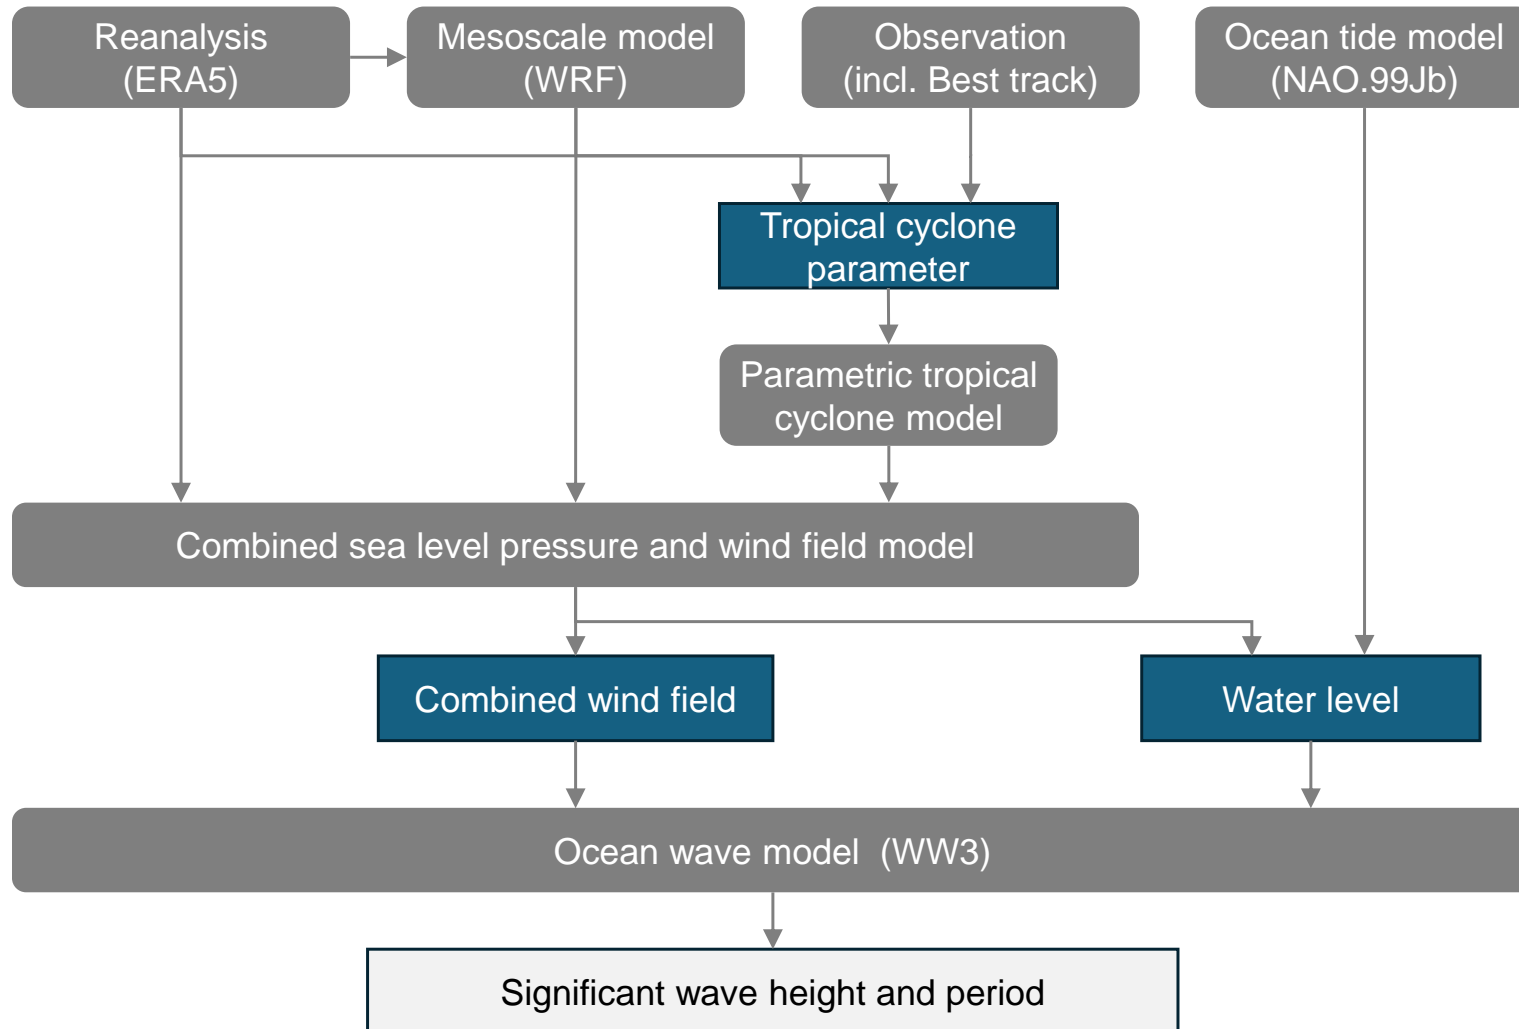 Reanalysis
(ERA5)
Mesoscale model
(WRF)
Observation
(incl. Best track)
Ocean tide model
(NAO.99Jb)
Tropical cyclone
parameter
Parametric tropical
cyclone model
Combined sea level pressure and wind field model
Combined wind field
Water level
Ocean wave model (WW3)
Significant wave height and period